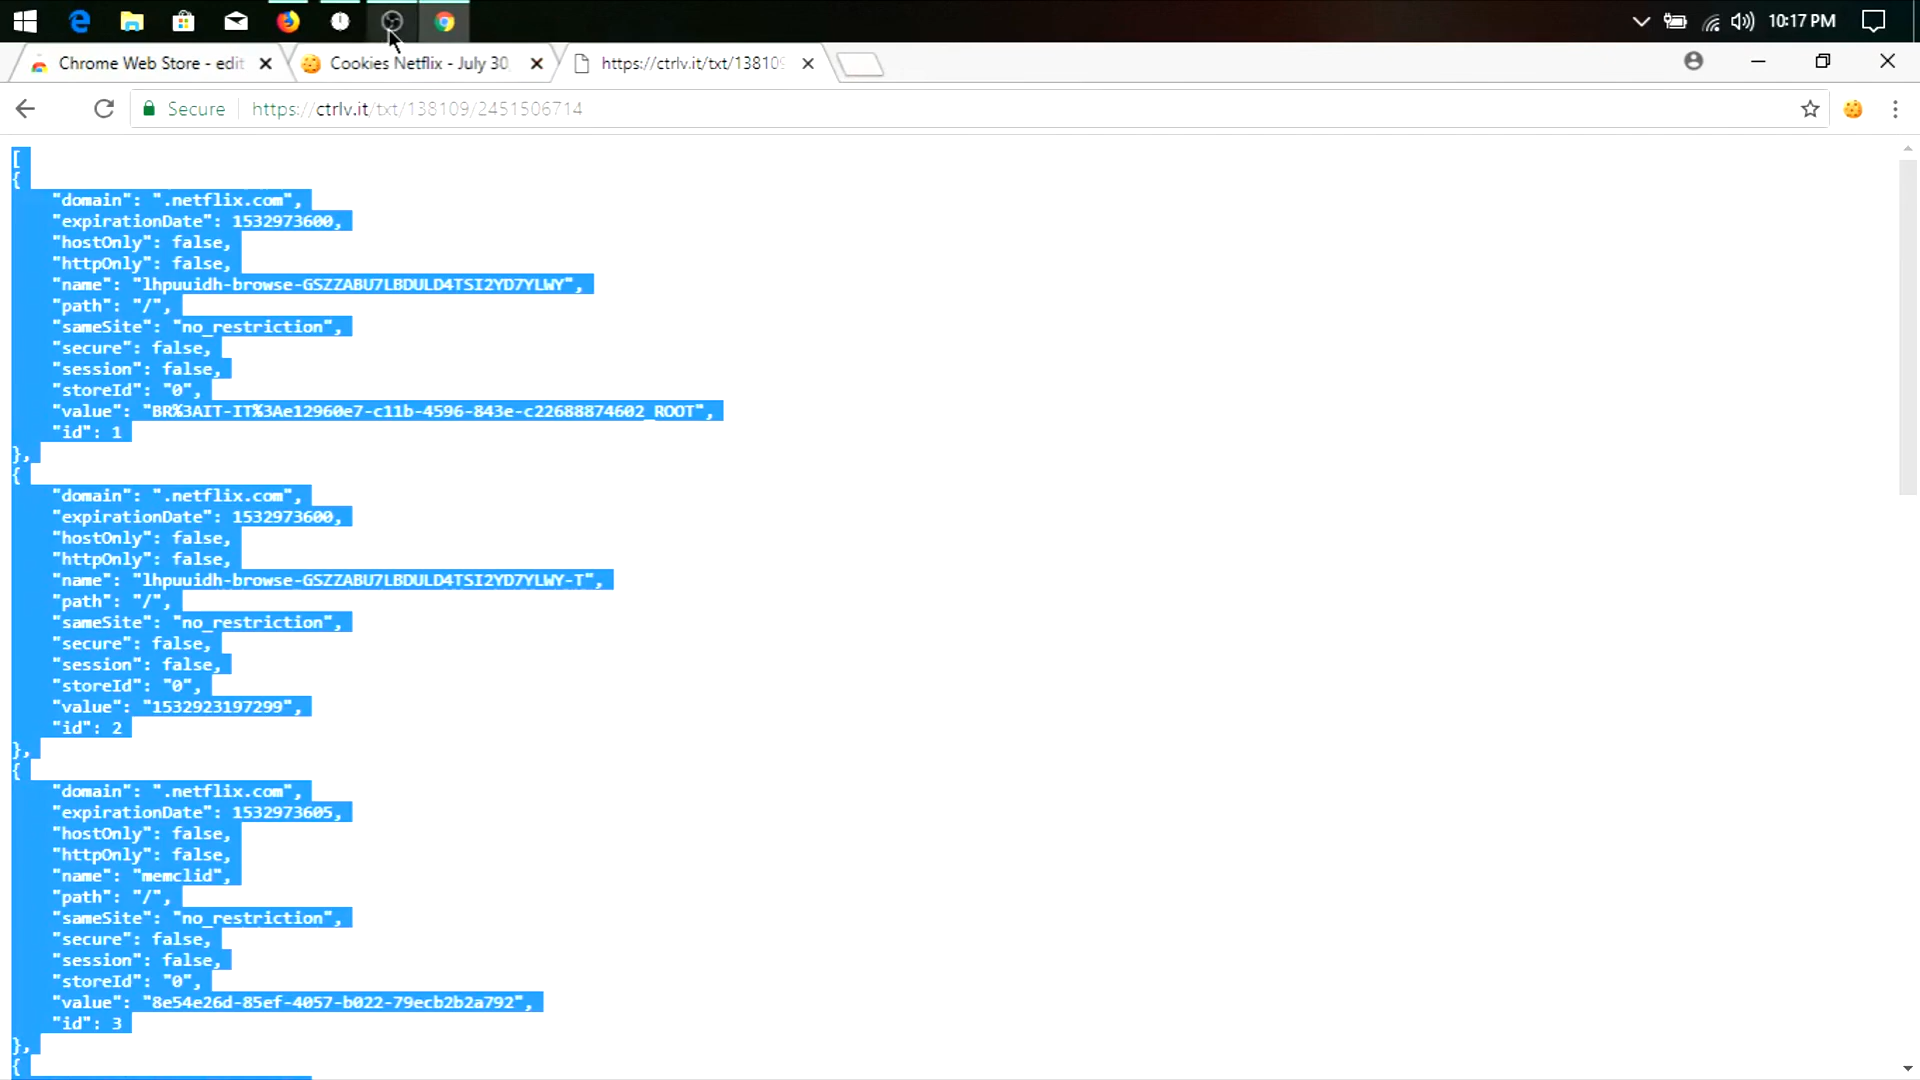 10:17 PM
Chrome Web Store - edit
Cookies Netflix - July 30
https://ctrlv.it/txt/138109
Secure
https://ctrlv.it/txt/138109/2451506714
[
{
"domain": ".netflix.com",
"expirationDate": 1532973600,
"hostOnly": false,
"httpOnly": false,
"name": "lhpuuidh-browse-GSZZABU7LBDULD4TSI2YD7YLWY",
"path": "/",
"sameSite": "no_restriction",
"secure": false,
"session": false,
"storeId": "0",
"value": "BR%3AIT-IT%3Ae12960e7-c11b-4596-843e-c22688874602_ROOT",
"id": 1
},
{
"domain": ".netflix.com",
"expirationDate": 1532973600,
"hostOnly": false,
"httpOnly": false,
"name": "lhpuuidh-browse-GSZZABU7LBDULD4TSI2YD7YLWY-T",
"path": "/",
"sameSite": "no_restriction",
"secure": false,
"session": false,
"storeId": "0",
"value": "1532923197299",
"id": 2
},
{
"domain": ".netflix.com",
"expirationDate": 1532973605,
"hostOnly": false,
"httpOnly": false,
"name": "memclid",
"path": "/",
"sameSite": "no_restriction",
"secure": false,
"session": false,
"storeId": "0",
"value": "8e54e26d-85ef-4057-b022-79ecb2b2a792",
"id": 3
},
{